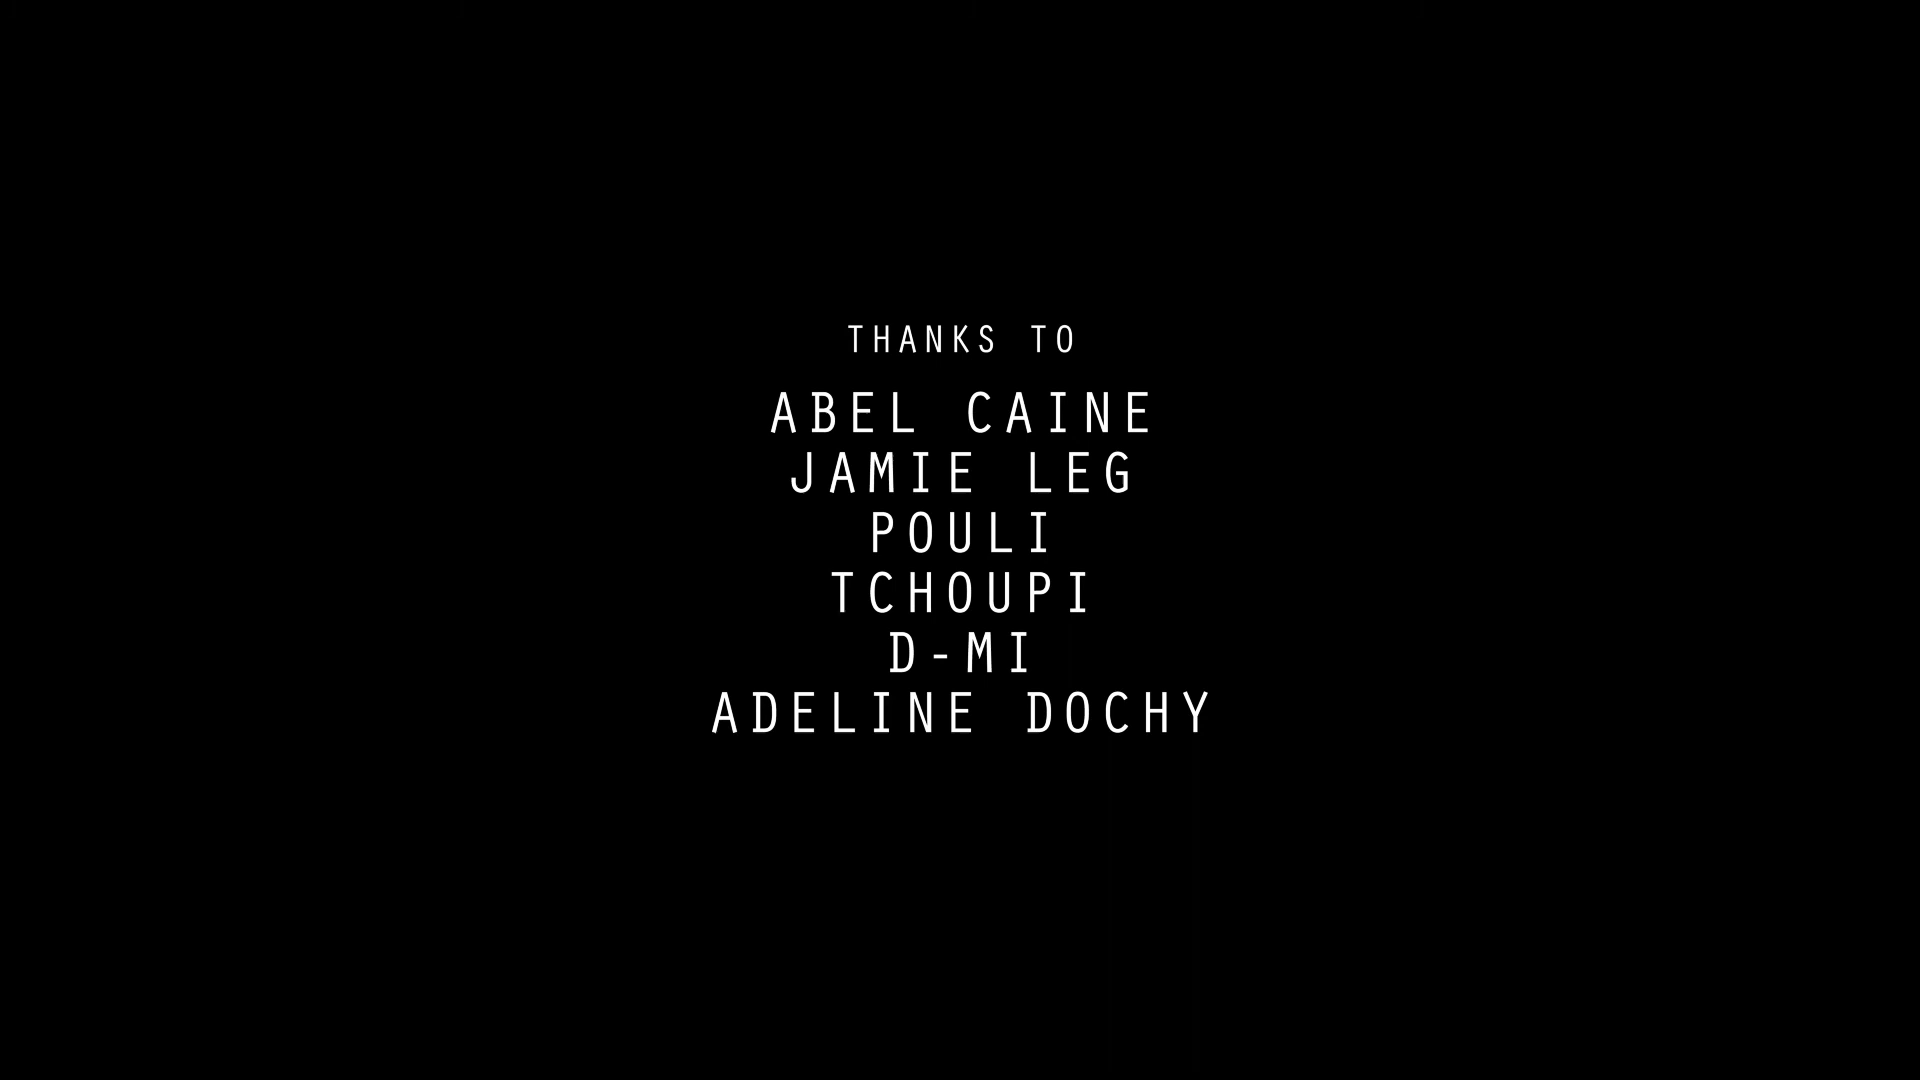 THANKS TO
ABEL CAINE
JAMIE LEG
POULI
TCHOUPI
D-MI
ADELINE DOCHY